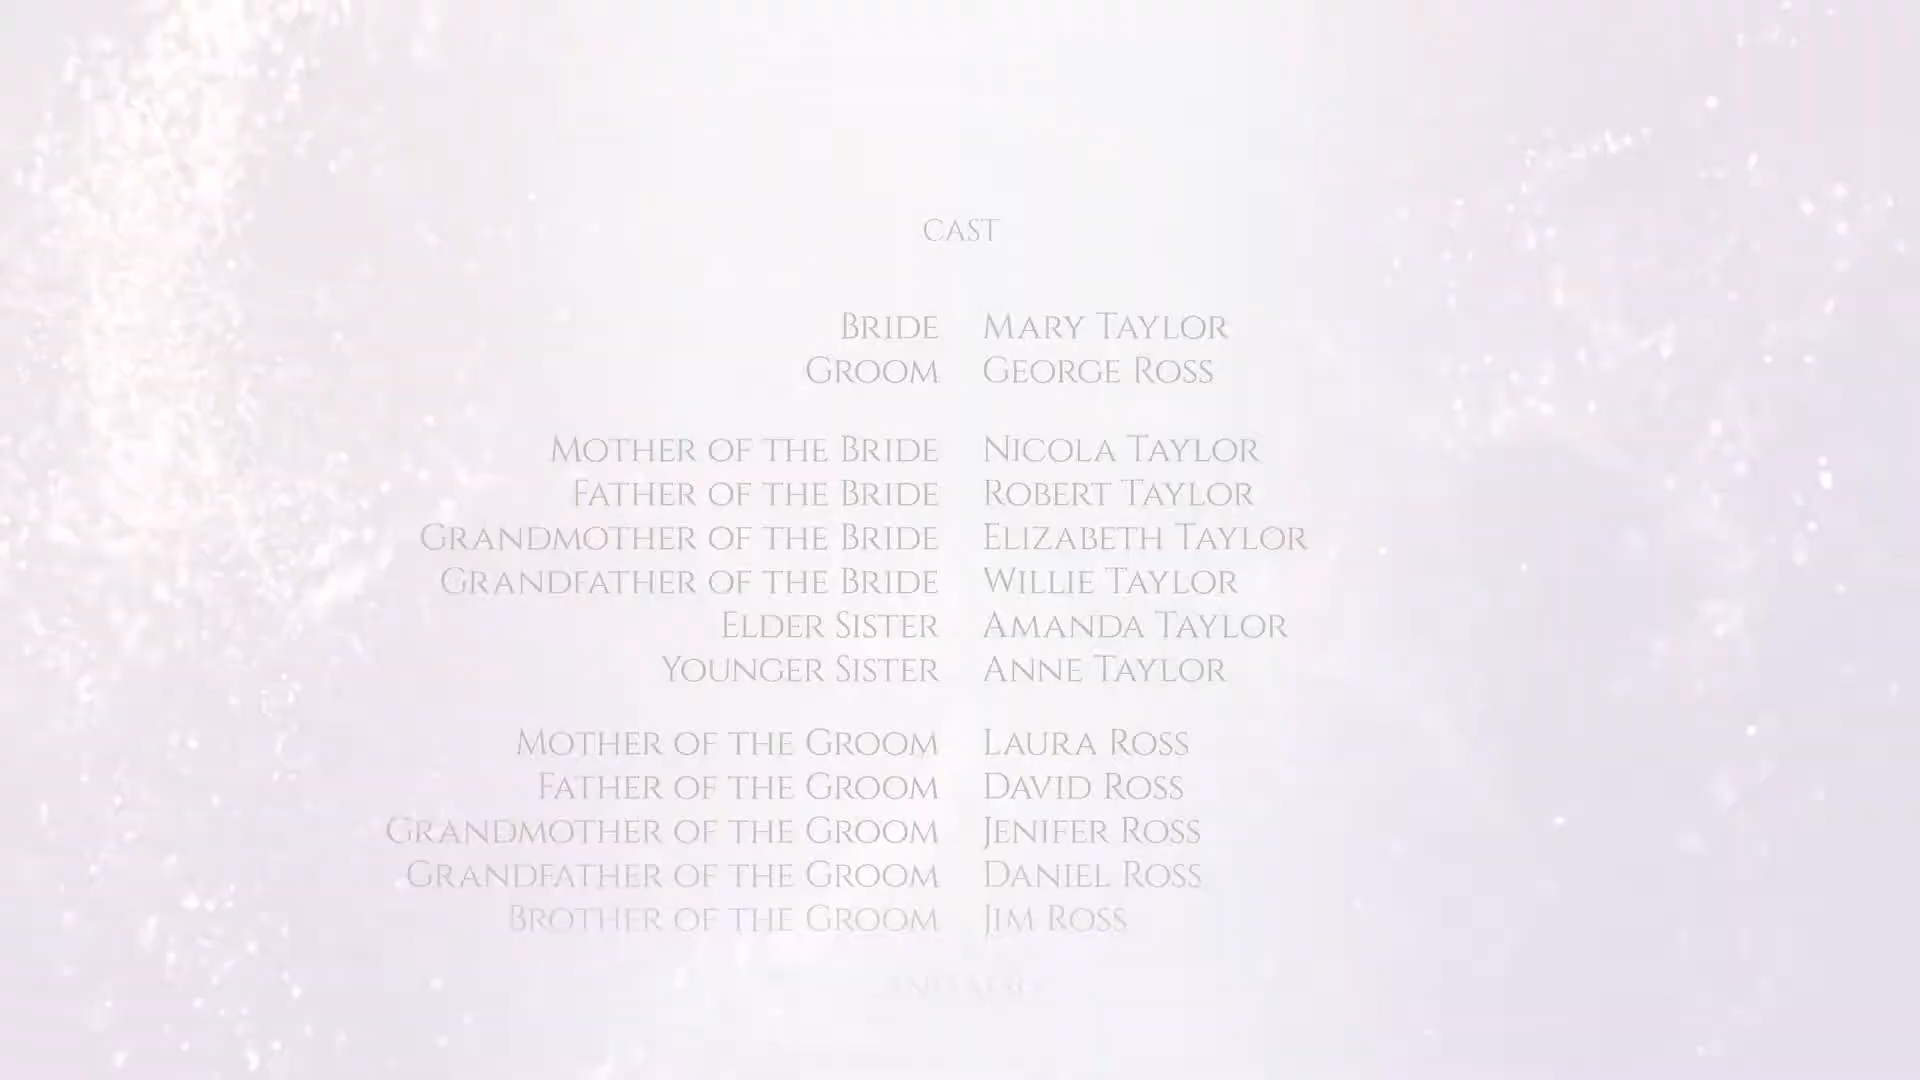 CAST
Bride Mary Taylor
Groom George Ross
Mother of the Bride Nicola Taylor
Father of the Bride Robert Taylor
Grandmother of the Bride Elizabeth Taylor
Grandfather of the Bride Willie Taylor
Elder Sister Amanda Taylor
Younger Sister Anne Taylor
Mother of the Groom Laura Ross
Father of the Groom David Ross
Grandmother of the Groom Jenifer Ross
Grandfather of the Groom Daniel Ross
Brother of the Groom Jim Ross